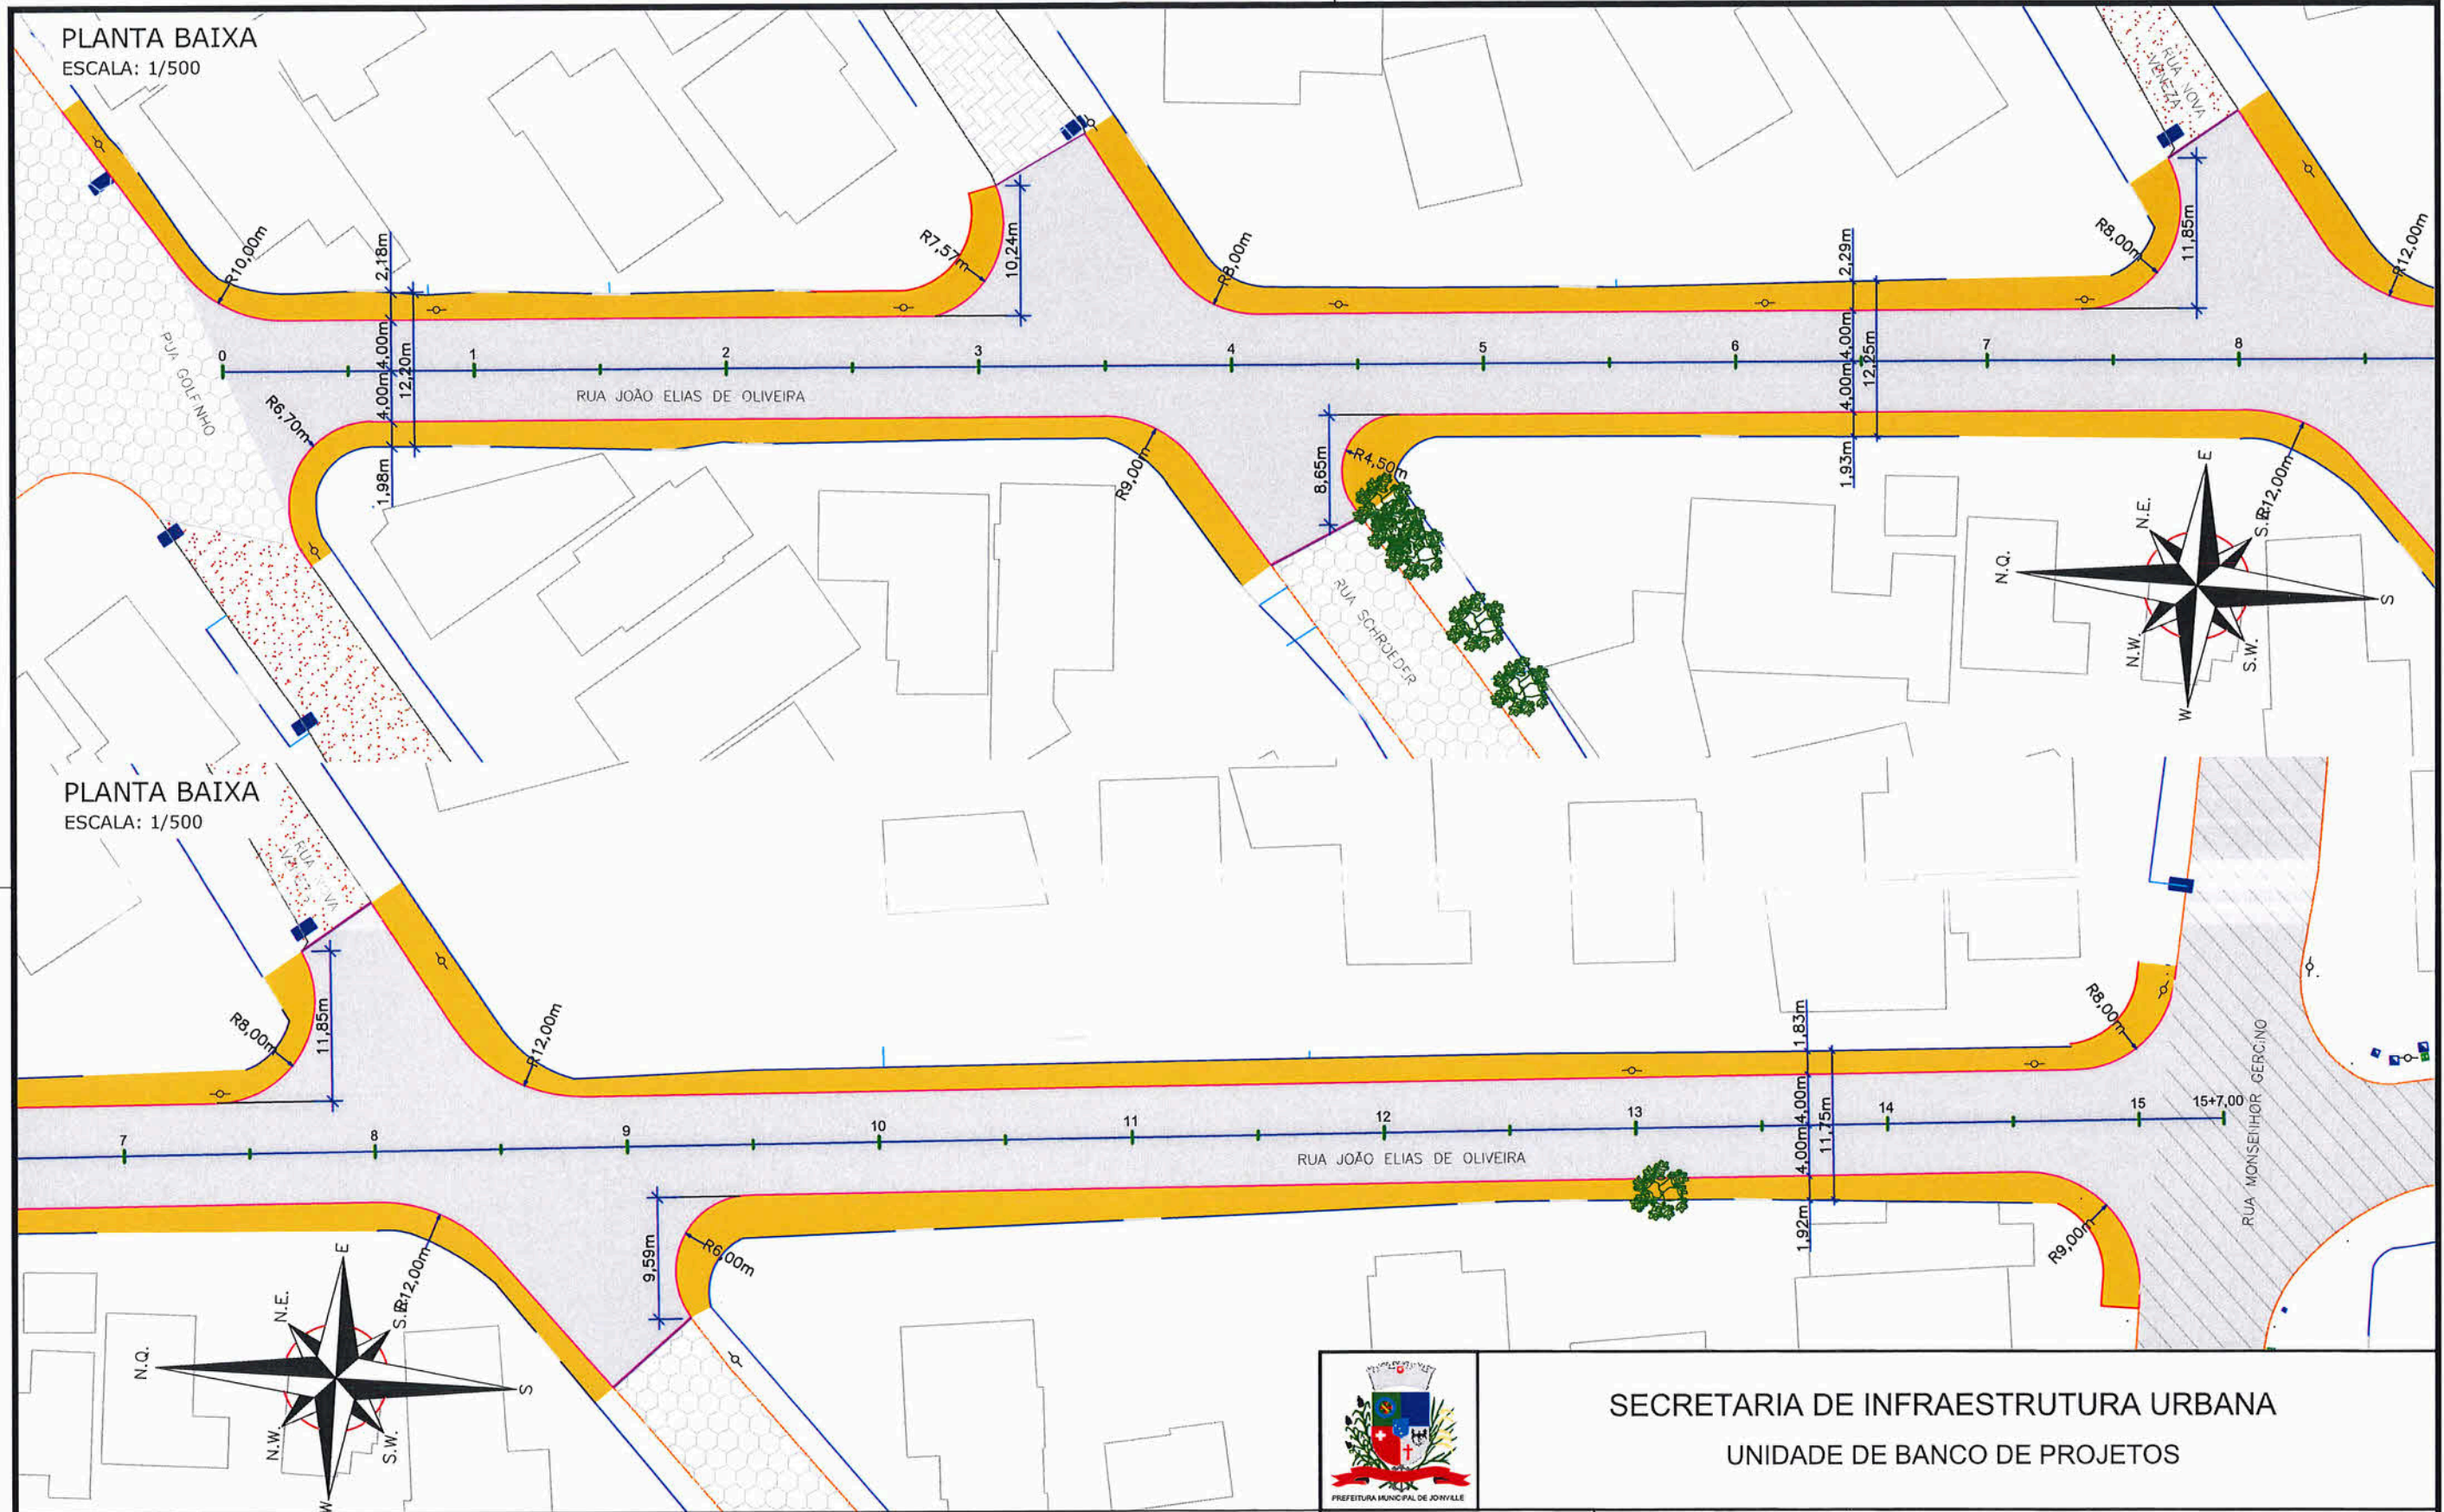 PLANTA BAIXA
ESCALA: 1/500
RUA NOVA
VENEZA
R10,00m
2,18m
R7,57m
10,24m
R8,00m
2,29m
R8,00m
11,85m
R12,00m
RUA GOLFINHO
4,00m
12,20m
4,00m
4,00m
12,25m
4,00m
0
1
2
3
4
5
6
7
8
RUA JOÃO ELIAS DE OLIVEIRA
R6,70m
1,98m
R9,00m
8,65m
R4,50m
1,93m
R12,00m
RUA SCHROEDER
E
N.E.
S.E.
N.Q.
S
N.W.
S.W.
W
PLANTA BAIXA
ESCALA: 1/500
RUA NOVA
R8,00m
11,85m
R12,00m
1,83m
R8,00m
4,00m
11,75m
4,00m
7
8
9
10
11
12
13
14
15
15+7,00
RUA JOÃO ELIAS DE OLIVEIRA
RUA MONSENHOR GERCINO
9,59m
R6,00m
1,92m
R9,00m
R12,00m
E
N.E.
S.E.
N.Q.
S
N.W.
S.W.
W
PREFEITURA MUNICIPAL DE JOINVILLE
SECRETARIA DE INFRAESTRUTURA URBANA
UNIDADE DE BANCO DE PROJETOS